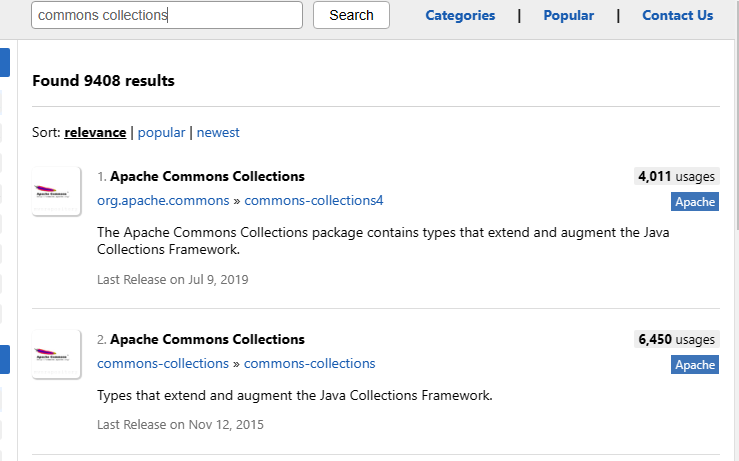 commons collections
Search
Categories | Popular | Contact Us
Found 9408 results
Sort: relevance | popular | newest
1. Apache Commons Collections
4,011 usages
org.apache.commons » commons-collections4
Apache
The Apache Commons Collections package contains types that extend and augment the Java
Collections Framework.
Last Release on Jul 9, 2019
2. Apache Commons Collections
6,450 usages
commons-collections » commons-collections
Apache
Types that extend and augment the Java Collections Framework.
Last Release on Nov 12, 2015